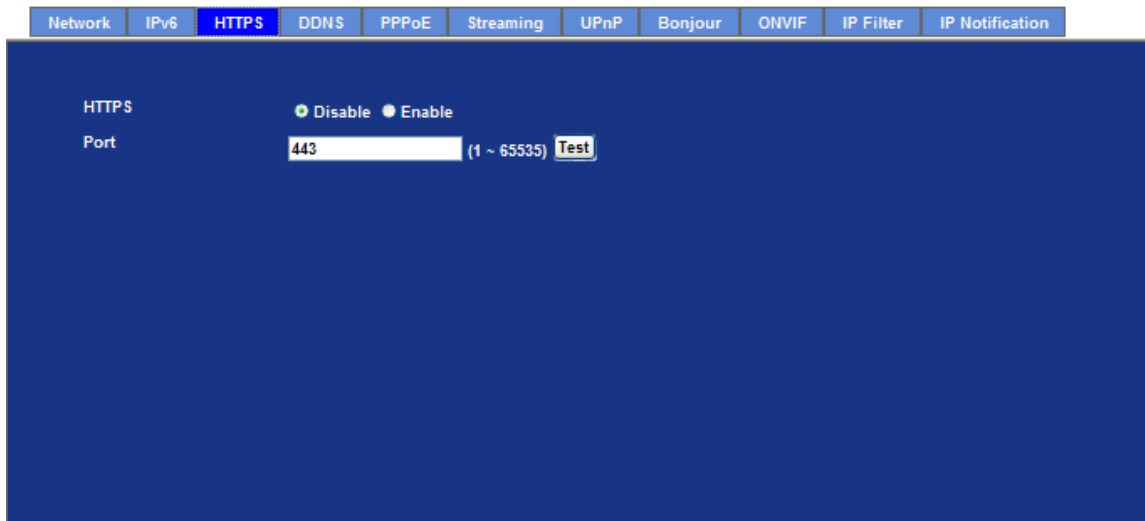 Network IPv6 HTTPS DDNS PPPoE Streaming UPnP Bonjour ONVIF IP Filter IP Notification
HTTPS Disable Enable
Port 443 (1 ~ 65535) Test